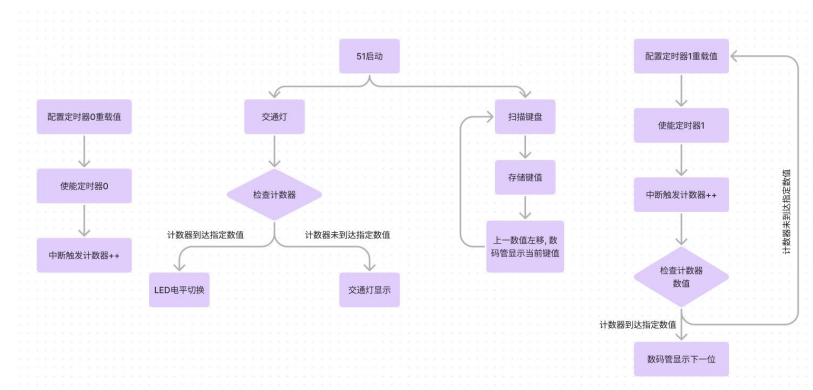 配置定时器0重载值
使能定时器0
中断触发计数器++
51启动
交通灯
检查计数器
计数器到达指定数值
计数器未到达指定数值
LED电平切换
交通灯显示
扫描键盘
存储键值
上一数值左移, 数
码管显示当前键值
配置定时器1重载值
使能定时器1
中断触发计数器++
检查计数器
数值
计数器未到达指定数值
计数器到达指定数值
数码管显示下一位